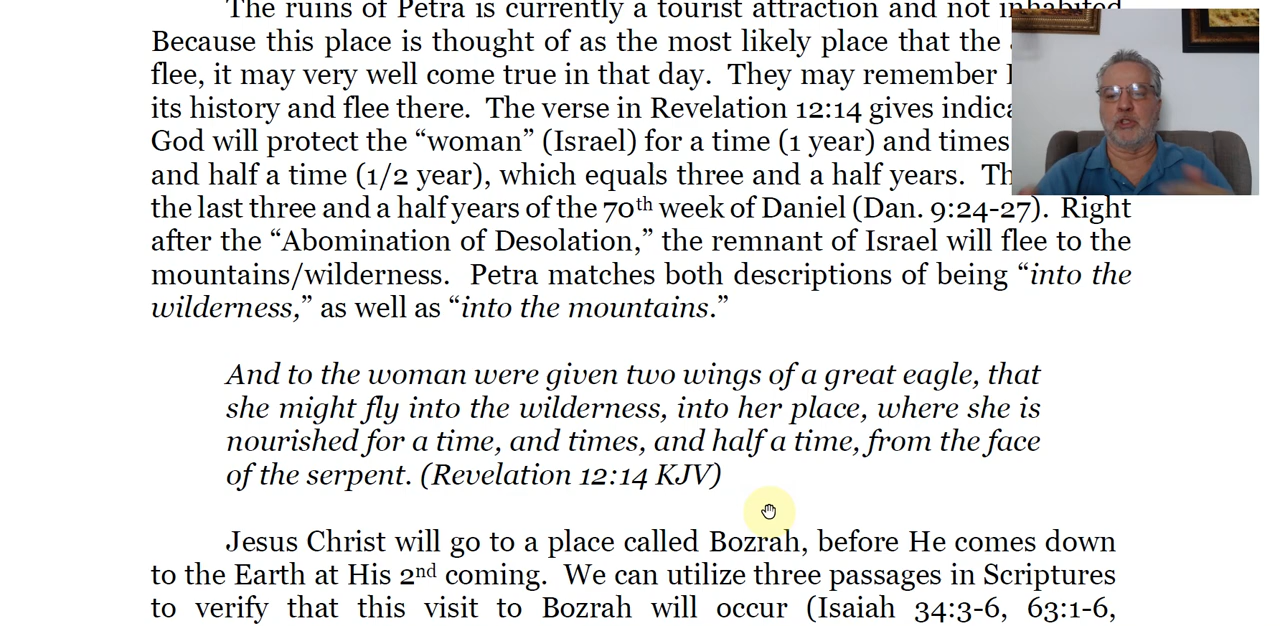 The ruins of Petra is currently a tourist attraction and not inhabited.
Because this place is thought of as the most likely place that the
flee, it may very well come true in that day. They may remember
its history and flee there. The verse in Revelation 12:14 gives
God will protect the “woman” (Israel) for a time (1 year) and times
and half a time (1/2 year), which equals three and a half years.
the last three and a half years of the 70th week of Daniel (Dan. 9:24-27). Right
after the “Abomination of Desolation,” the remnant of Israel will flee to the
mountains/wilderness. Petra matches both descriptions of being “into the
wilderness,” as well as “into the mountains.”
And to the woman were given two wings of a great eagle, that
she might fly into the wilderness, into her place, where she is
nourished for a time, and times, and half a time, from the face
of the serpent. (Revelation 12:14 KJV)
Jesus Christ will go to a place called Bozrah, before He comes down
to the Earth at His 2nd coming. We can utilize three passages in Scriptures
to verify that this visit to Bozrah will occur (Isaiah 34:3-6, 63:1-6,